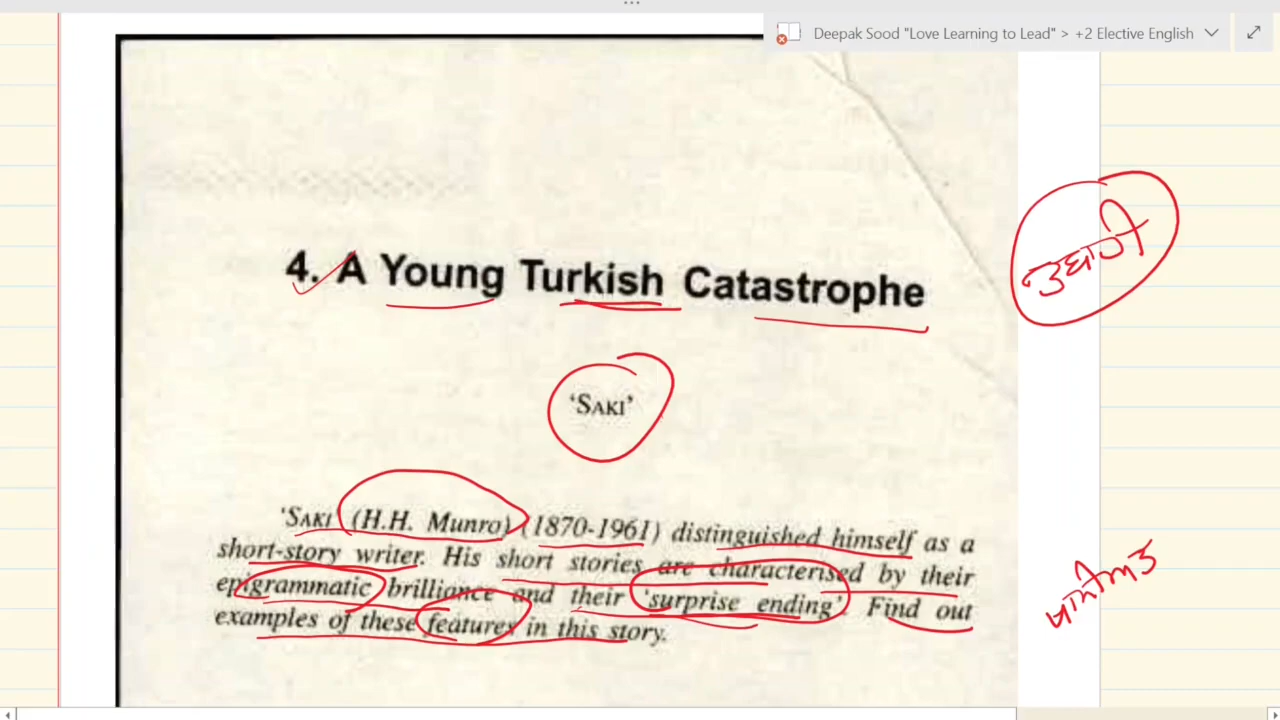 Deepak Sood "Love Learning to Lead" > +2 Elective English
4. A Young Turkish Catastrophe
'SAKI'
'SAKI (H.H. Munro) (1870-1961) distinguished himself as a
short-story writer. His short stories are characterised by their
epigrammatic brilliance and their 'surprise ending' Find out
examples of these features in this story.